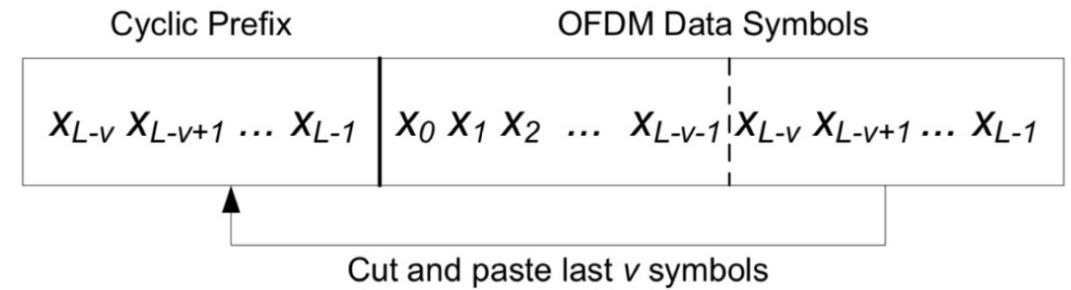 Cyclic Prefix OFDM Data Symbols
x_{L-v} x_{L-v+1} ... x_{L-1} x_0 x_1 x_2 ... x_{L-v-1} x_{L-v} x_{L-v+1} ... x_{L-1}
Cut and paste last v symbols